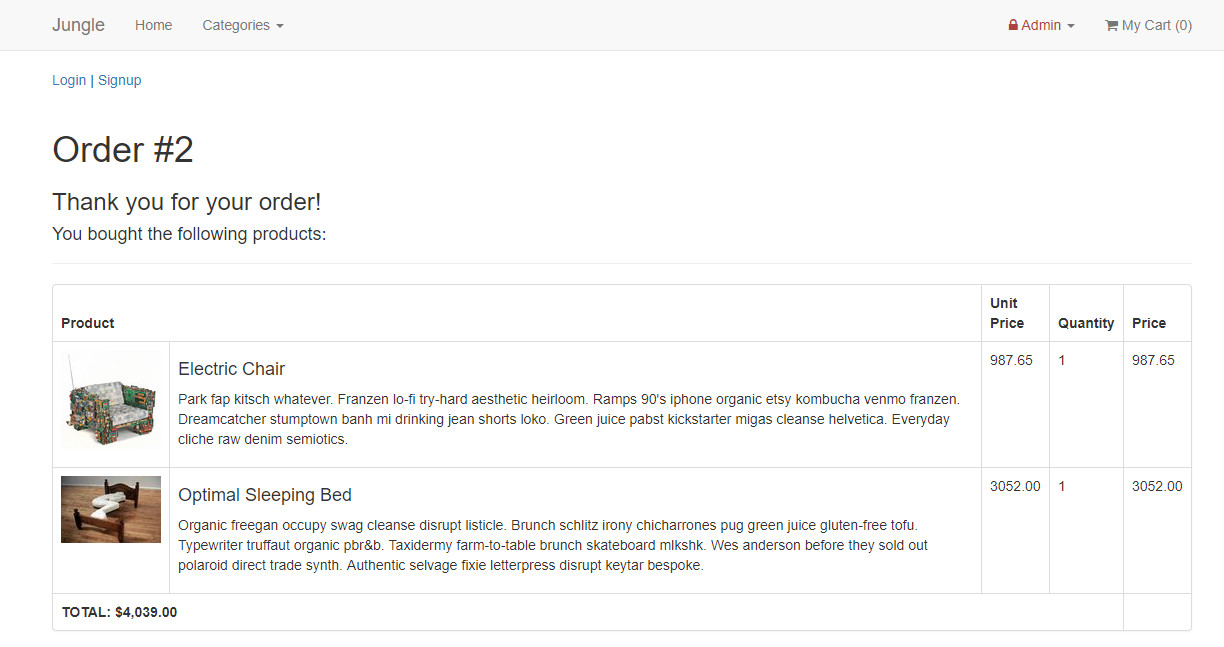 Jungle Home Categories Admin My Cart (0)
Login | Signup
Order #2
Thank you for your order!
You bought the following products:
Product Unit Price Quantity Price
Electric Chair 987.65 1 987.65
Park fap kitsch whatever. Franzen lo-fi try-hard aesthetic heirloom. Ramps 90's iphone organic etsy kombucha venmo franzen.
Dreamcatcher stumptown banh mi drinking jean shorts loko. Green juice pabst kickstarter migas cleanse helvetica. Everyday
cliche raw denim semiotics.
Optimal Sleeping Bed 3052.00 1 3052.00
Organic freegan occupy swag cleanse disrupt listicle. Brunch schlitz irony chicharrones pug green juice gluten-free tofu.
Typewriter truffaut organic pbr&b. Taxidermy farm-to-table brunch skateboard mlkshk. Wes anderson before they sold out
polaroid direct trade synth. Authentic selvage fixie letterpress disrupt keytar bespoke.
TOTAL: $4,039.00